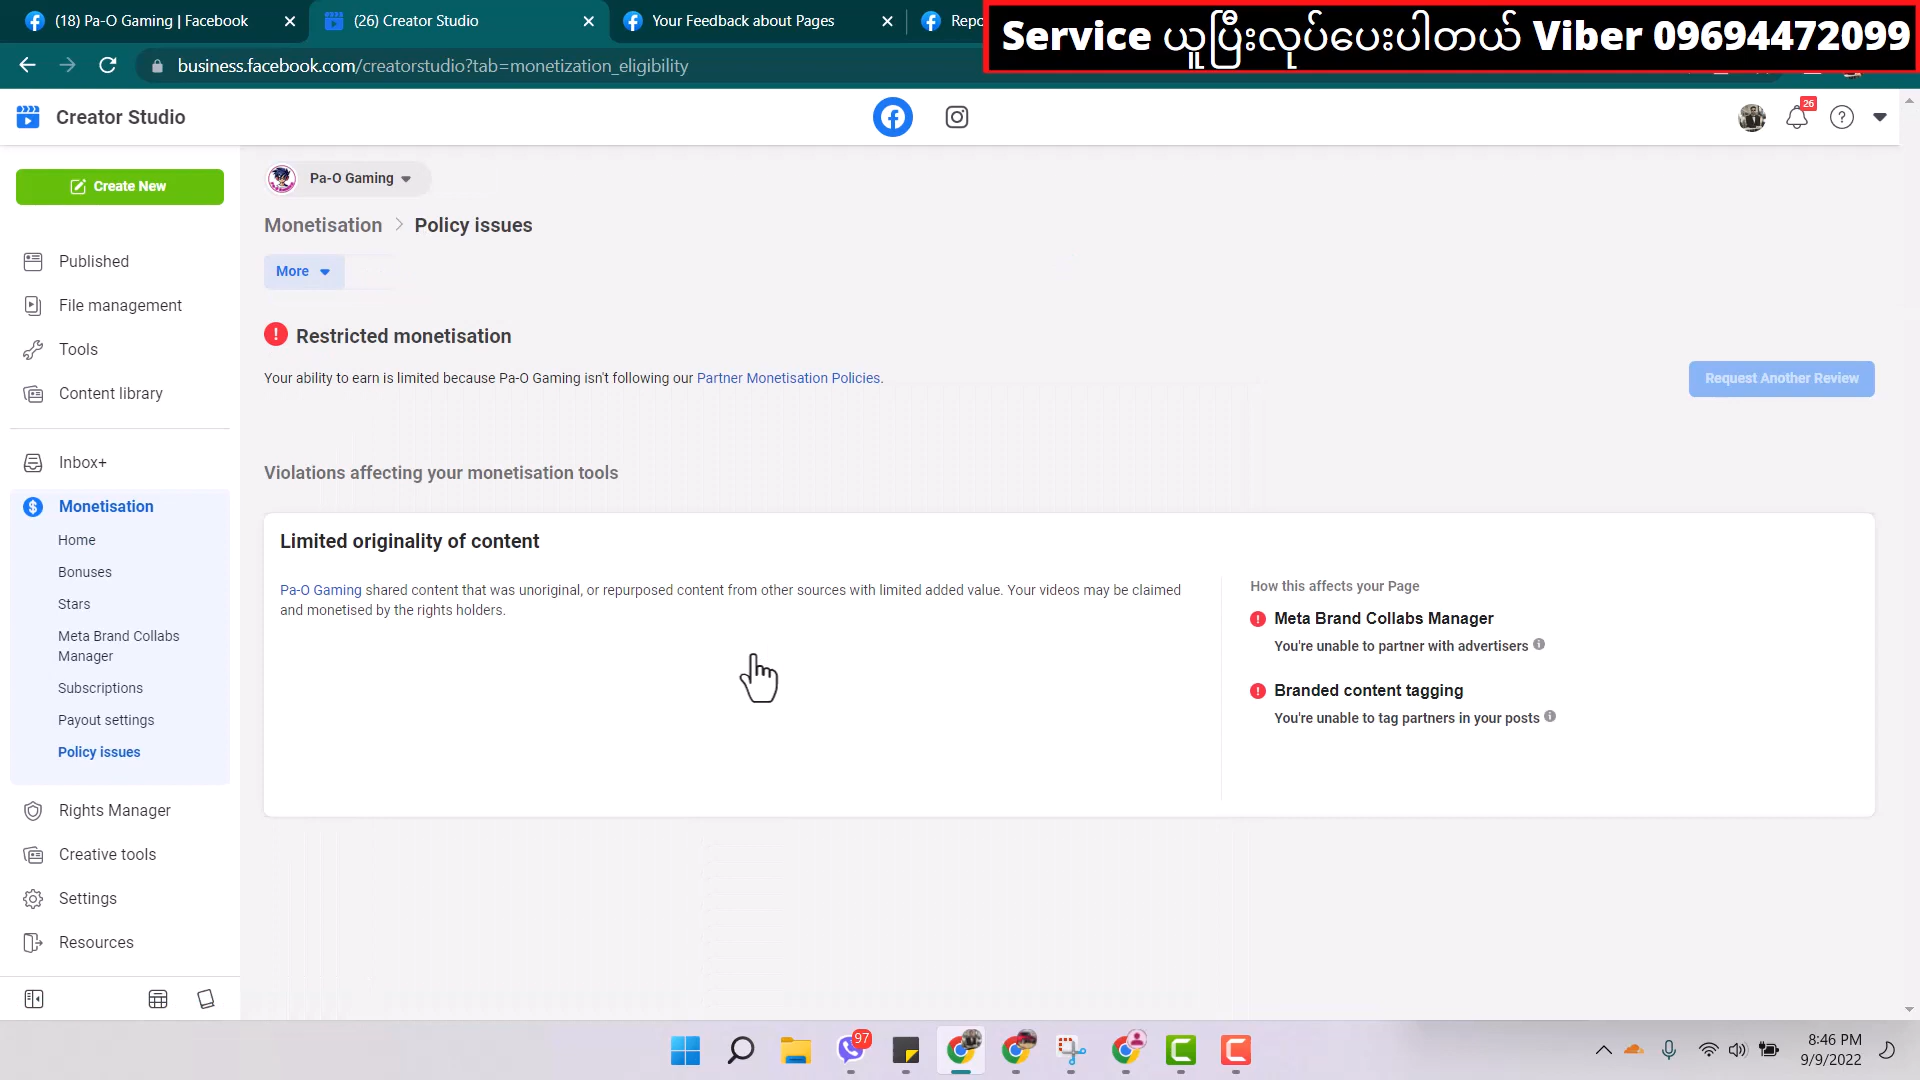 (18) Pa-O Gaming | Facebook
(26) Creator Studio
Your Feedback about Pages
Repo
Service ယူပြီးလုပ်ပေးပါတယ် Viber 09694472099
business.facebook.com/creatorstudio?tab=monetization_eligibility
Creator Studio
26
Create New
Published
File management
Tools
Content library
Inbox+
Monetisation
Home
Bonuses
Stars
Meta Brand Collabs
Manager
Subscriptions
Payout settings
Policy issues
Rights Manager
Creative tools
Settings
Resources
Pa-O Gaming
Monetisation > Policy issues
More
Restricted monetisation
Your ability to earn is limited because Pa-O Gaming isn't following our Partner Monetisation Policies.
Request Another Review
Violations affecting your monetisation tools
Limited originality of content
Pa-O Gaming shared content that was unoriginal, or repurposed content from other sources with limited added value. Your videos may be claimed
and monetised by the rights holders.
How this affects your Page
Meta Brand Collabs Manager
You're unable to partner with advertisers
Branded content tagging
You're unable to tag partners in your posts
97
8:46 PM
9/9/2022